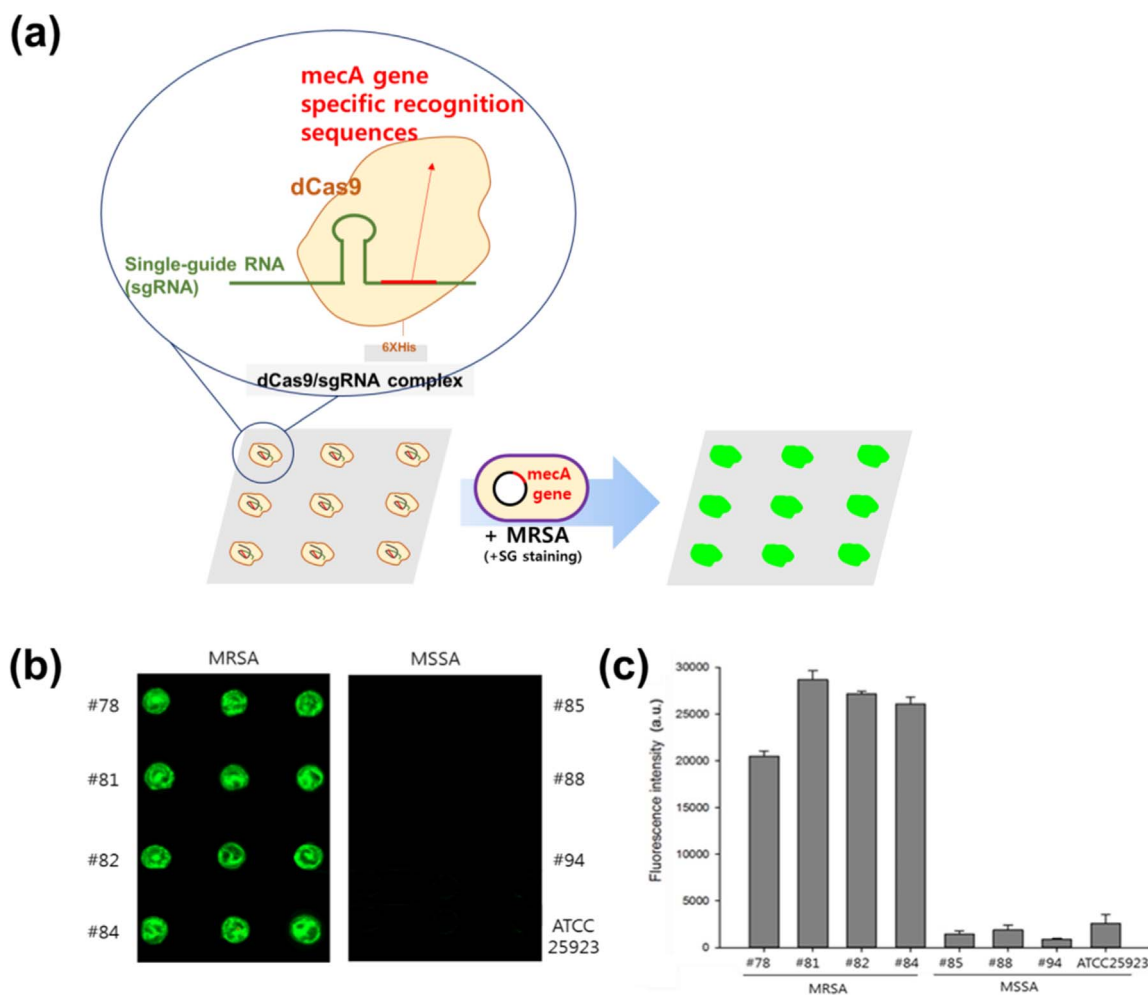 (a)
mecA gene
specific recognition
sequences
dCas9
Single-guide RNA
(sgRNA)
6XHis
dCas9/sgRNA complex
mecA
gene
+ MRSA
(+SG staining)
(b)
MRSA
MSSA
#78
#85
#81
#88
#82
#94
#84
ATCC
25923
(c)
Fluorescence intensity (a.u.)
30000
25000
20000
15000
10000
5000
0
#78 #81 #82 #84 #85 #88 #94 ATCC25923
MRSA MSSA